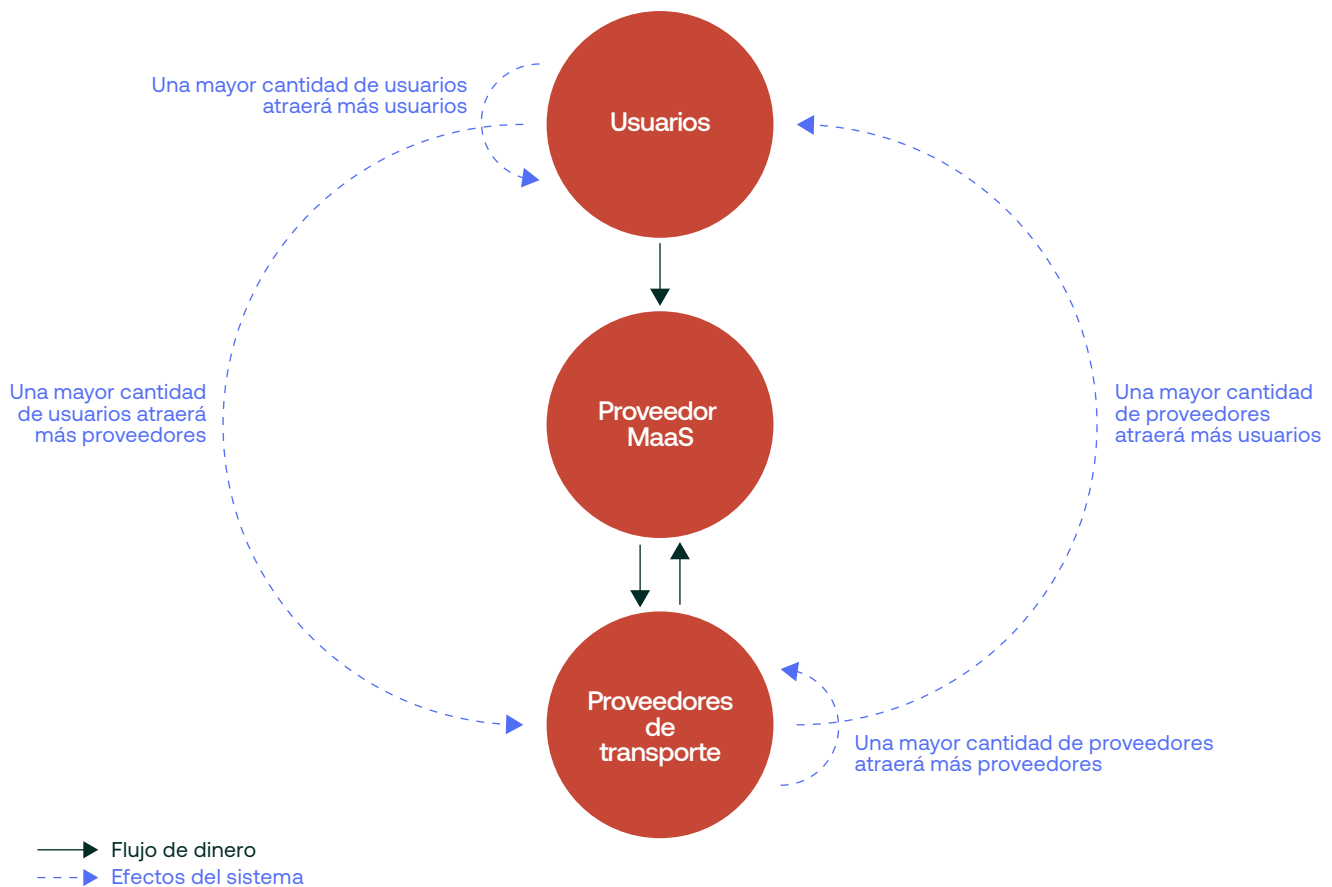 Una mayor cantidad de usuarios
atraerá más usuarios
Usuarios
Una mayor cantidad
de usuarios atraerá
más proveedores
Proveedor
MaaS
Una mayor cantidad
de proveedores
atraerá más usuarios
Proveedores
de
transporte
Una mayor cantidad de proveedores
atraerá más proveedores
Flujo de dinero
Efectos del sistema